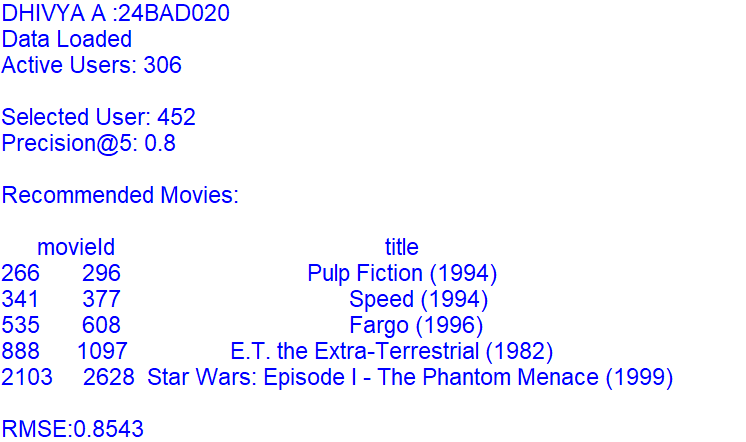 DHIVYA A :24BAD020
Data Loaded
Active Users: 306
Selected User: 452
Precision@5: 0.8
Recommended Movies:
movieId title
266 296 Pulp Fiction (1994)
341 377 Speed (1994)
535 608 Fargo (1996)
888 1097 E.T. the Extra-Terrestrial (1982)
2103 2628 Star Wars: Episode I - The Phantom Menace (1999)
RMSE:0.8543